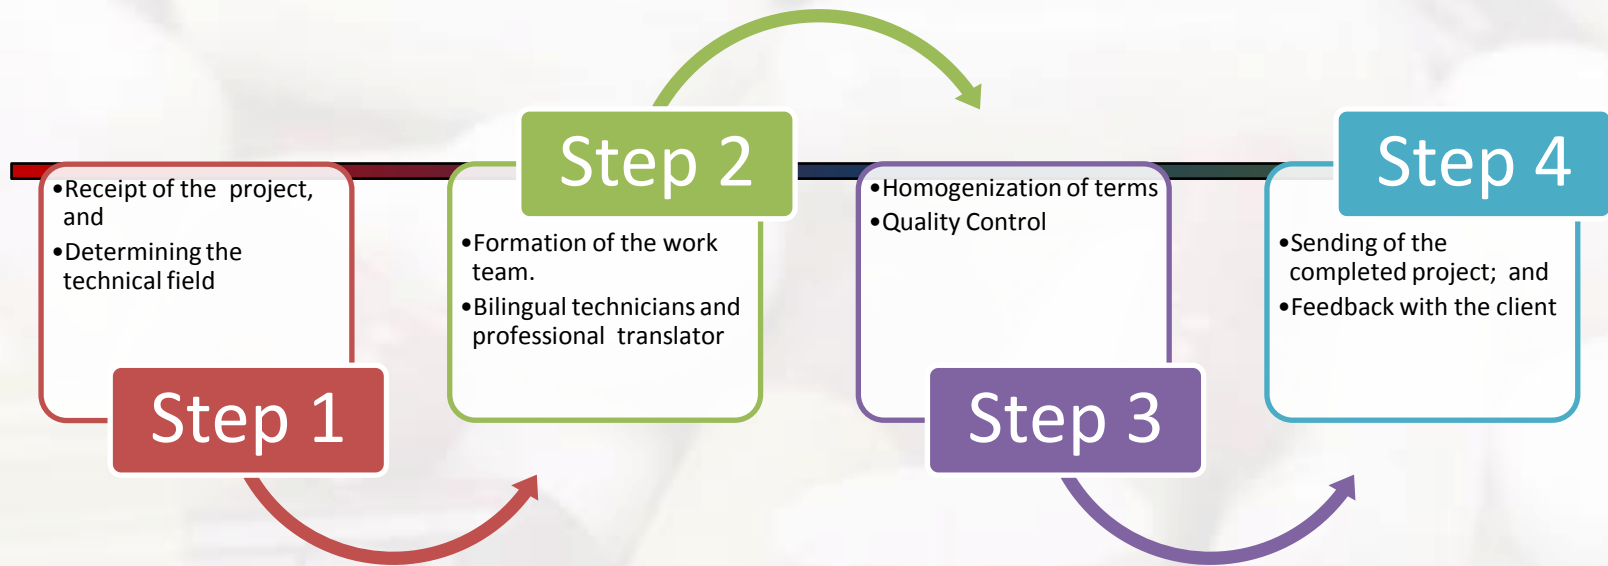 •Receipt of the project,
and
•Determining the
technical field
Step 1
Step 2
•Formation of the work
team.
•Bilingual technicians and
professional translator
•Homogenization of terms
•Quality Control
Step 3
Step 4
•Sending of the
completed project; and
•Feedback with the client